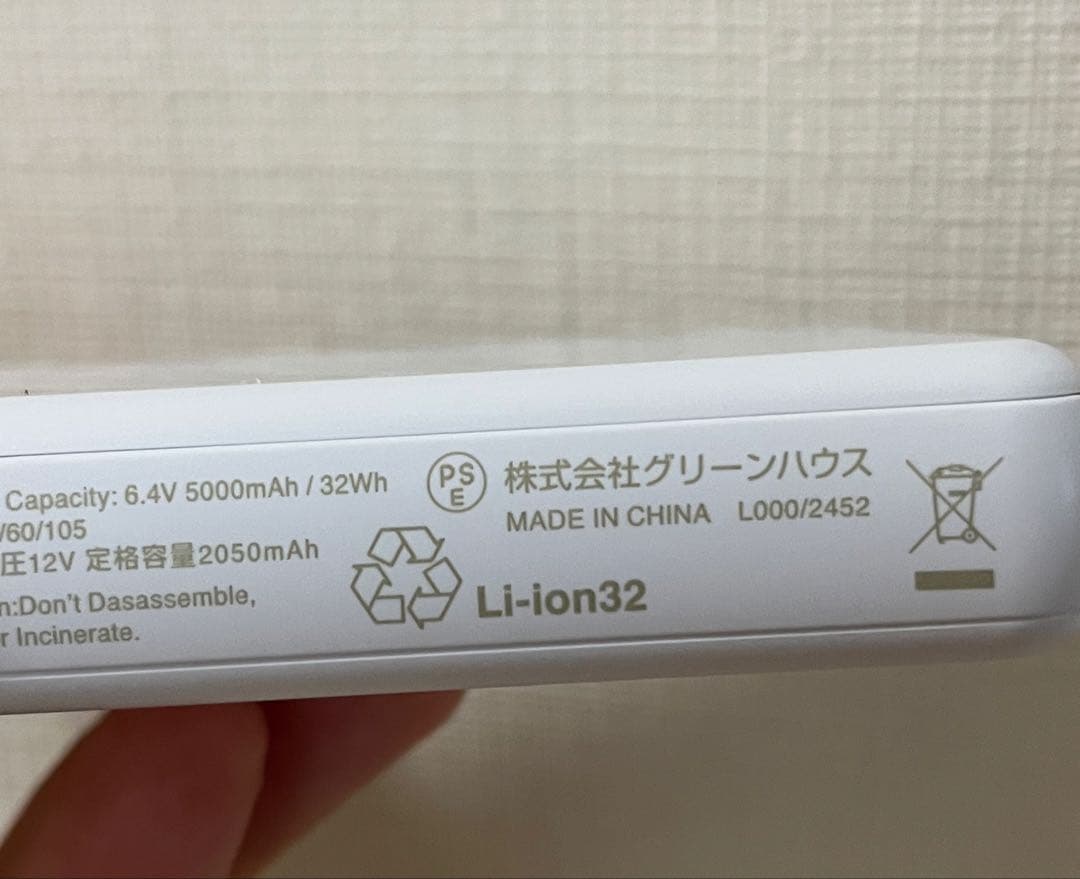 Capacity: 6.4V 5000mAh / 32Wh
/60/105
圧12V 定格容量2050mAh
n:Don't Dasassemble,
r Incinerate.
PS
E
株式会社グリーンハウス
MADE IN CHINA L000/2452
Li-ion32